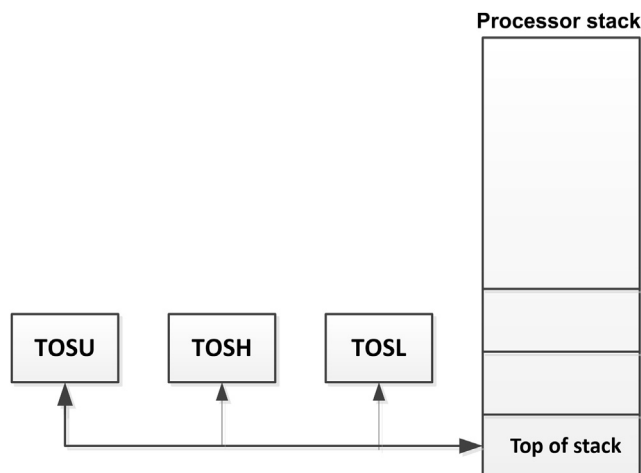 Processor stack
TOSU
TOSH
TOSL
Top of stack